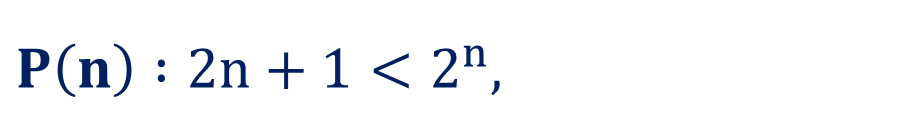 P(n) : 2n + 1 < 2ⁿ,